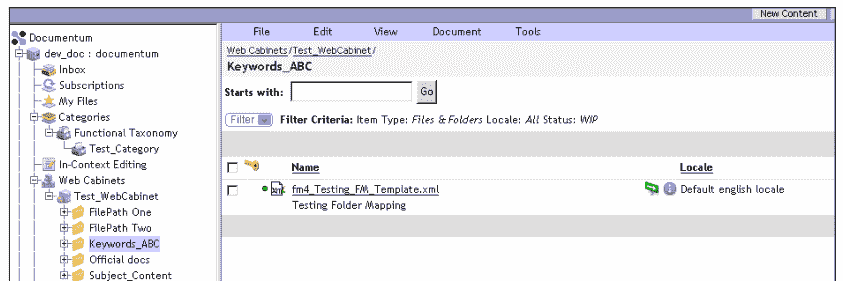 New Content
Documentum
dev_doc : documentum
Inbox
Subscriptions
My Files
Categories
Functional Taxonomy
Test_Category
In-Context Editing
Web Cabinets
Test_WebCabinet
FilePath One
FilePath Two
Keywords_ABC
Official docs
Subject_Content
File Edit View Document Tools
Web Cabinets/Test_WebCabinet/
Keywords_ABC
Starts with: Go
Filter Filter Criteria: Item Type: Files & Folders Locale: All Status: WIP
Name Locale
fm4_Testing_FM_Template.xml Default english locale
Testing Folder Mapping